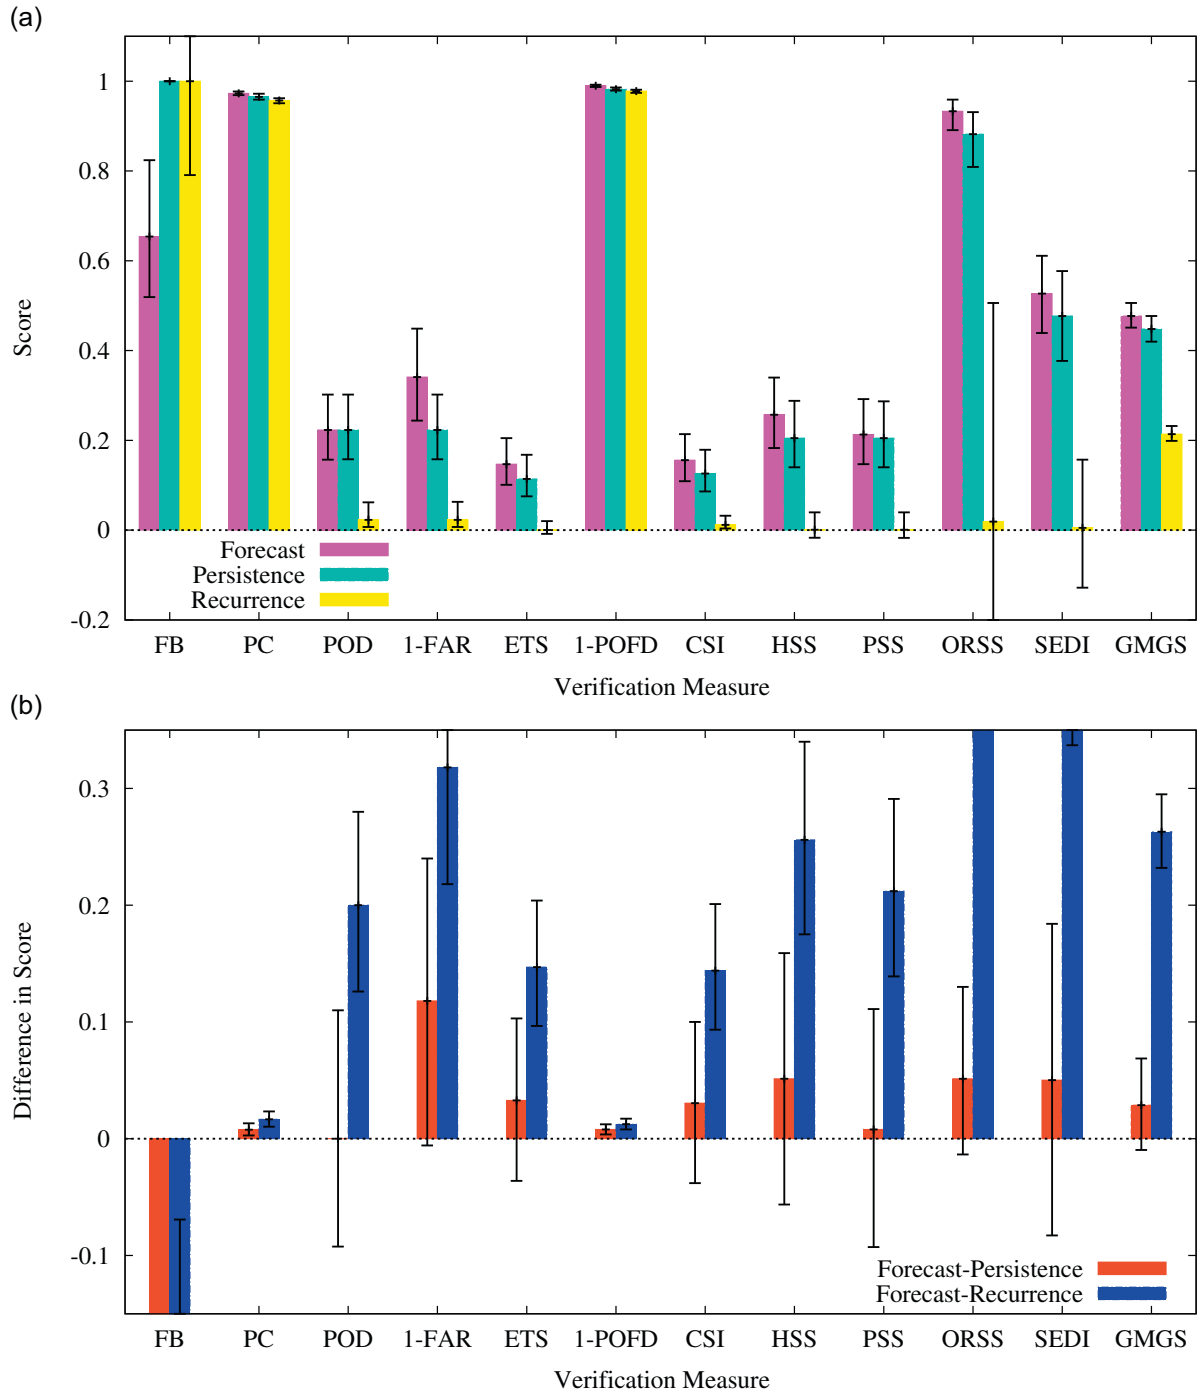 (a)
1
0.8
0.6
0.4
0.2
0
-0.2
Score
Forecast
Persistence
Recurrence
FB PC POD 1-FAR ETS 1-POFD CSI HSS PSS ORSS SEDI GMGS
Verification Measure
(b)
0.3
0.2
0.1
0
-0.1
Difference in Score
Forecast-Persistence
Forecast-Recurrence
FB PC POD 1-FAR ETS 1-POFD CSI HSS PSS ORSS SEDI GMGS
Verification Measure